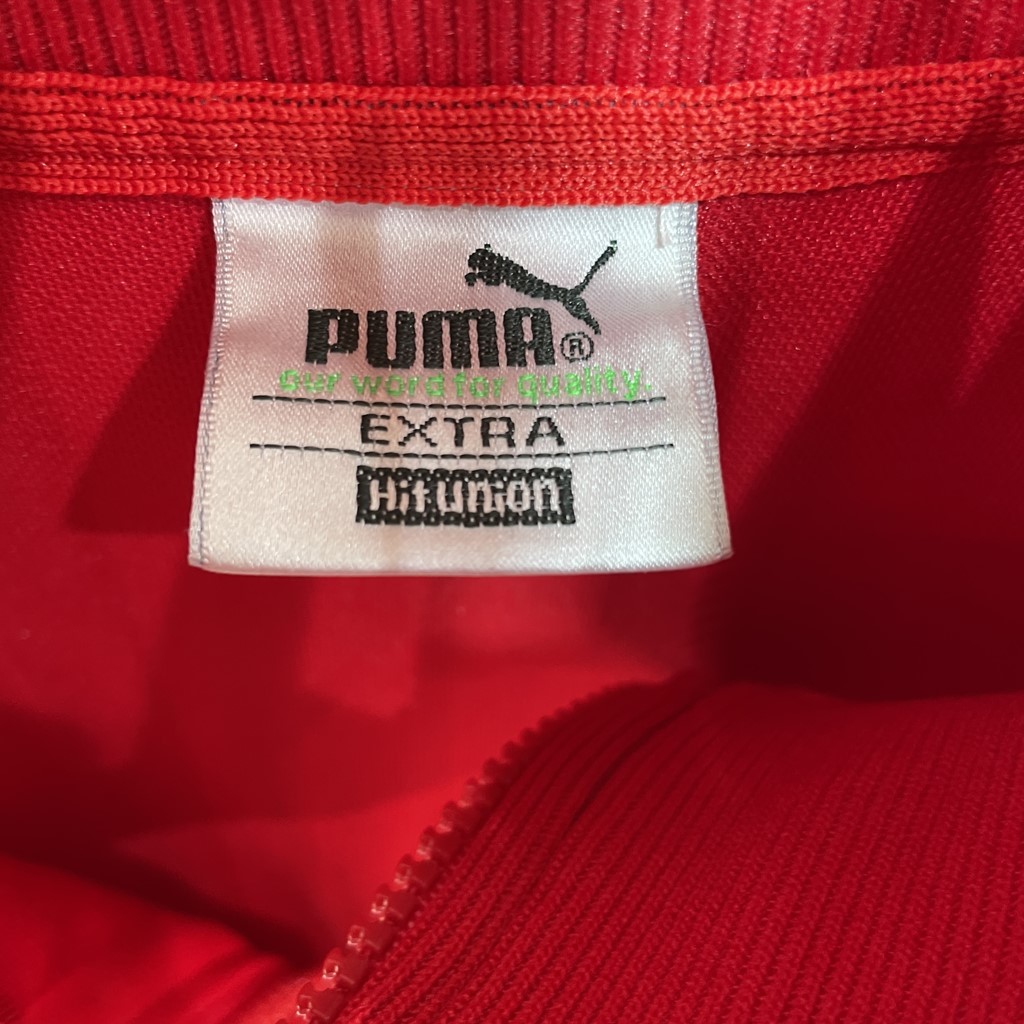 PUMA®
our word for quality.
EXTRA
Hit union